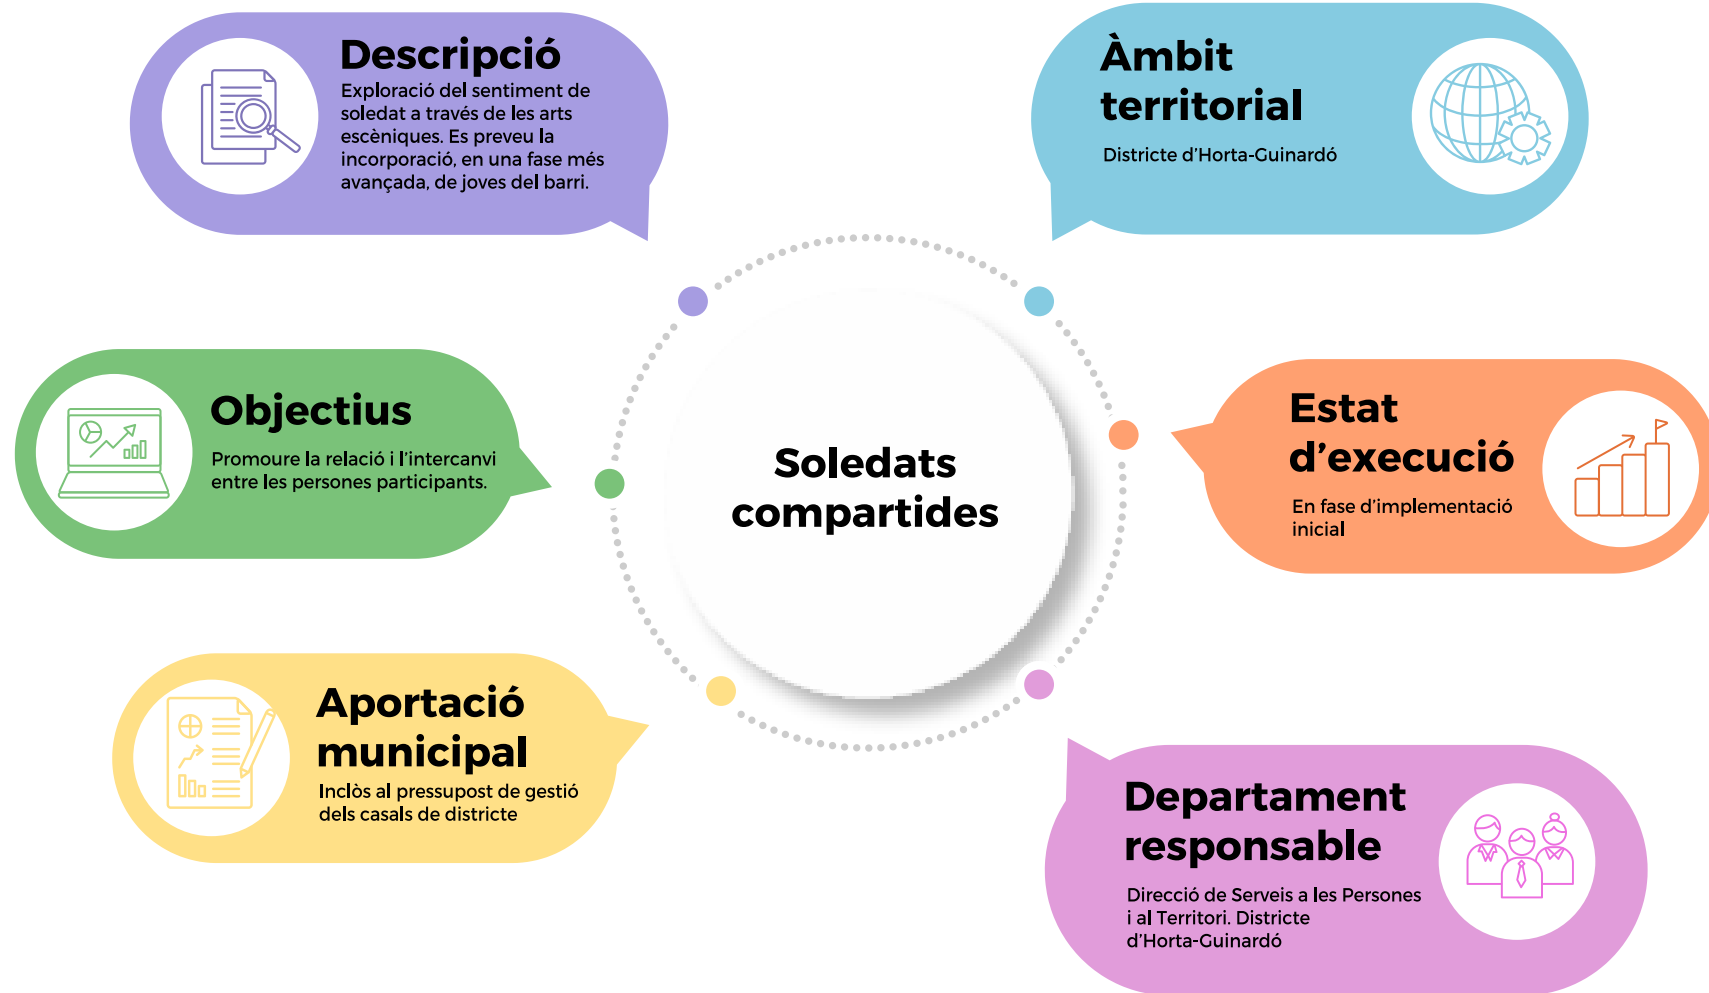 Descripció
Exploració del sentiment de
soledat a través de les arts
escèniques. Es preveu la
incorporació, en una fase més
avançada, de joves del barri.
Àmbit
territorial
Districte d'Horta-Guinardó
Objectius
Promoure la relació i l'intercanvi
entre les persones participants.
Soledats
compartides
Estat
d'execució
En fase d'implementació
inicial
Aportació
municipal
Inclòs al pressupost de gestió
dels casals de districte
Departament
responsable
Direcció de Serveis a les Persones
i al Territori. Districte
d'Horta-Guinardó